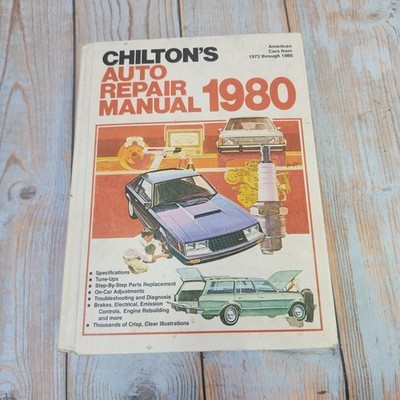 American
Cars from
1973 through 1980
CHILTON'S
AUTO
REPAIR
MANUAL 1980
• Specifications
• Tune-Ups
• Step-By-Step Parts Replacement
• On-Car Adjustments
• Troubleshooting and Diagnosis
• Brakes, Electrical, Emission
Controls, Engine Rebuilding
and more
• Thousands of Crisp, Clear Illustrations